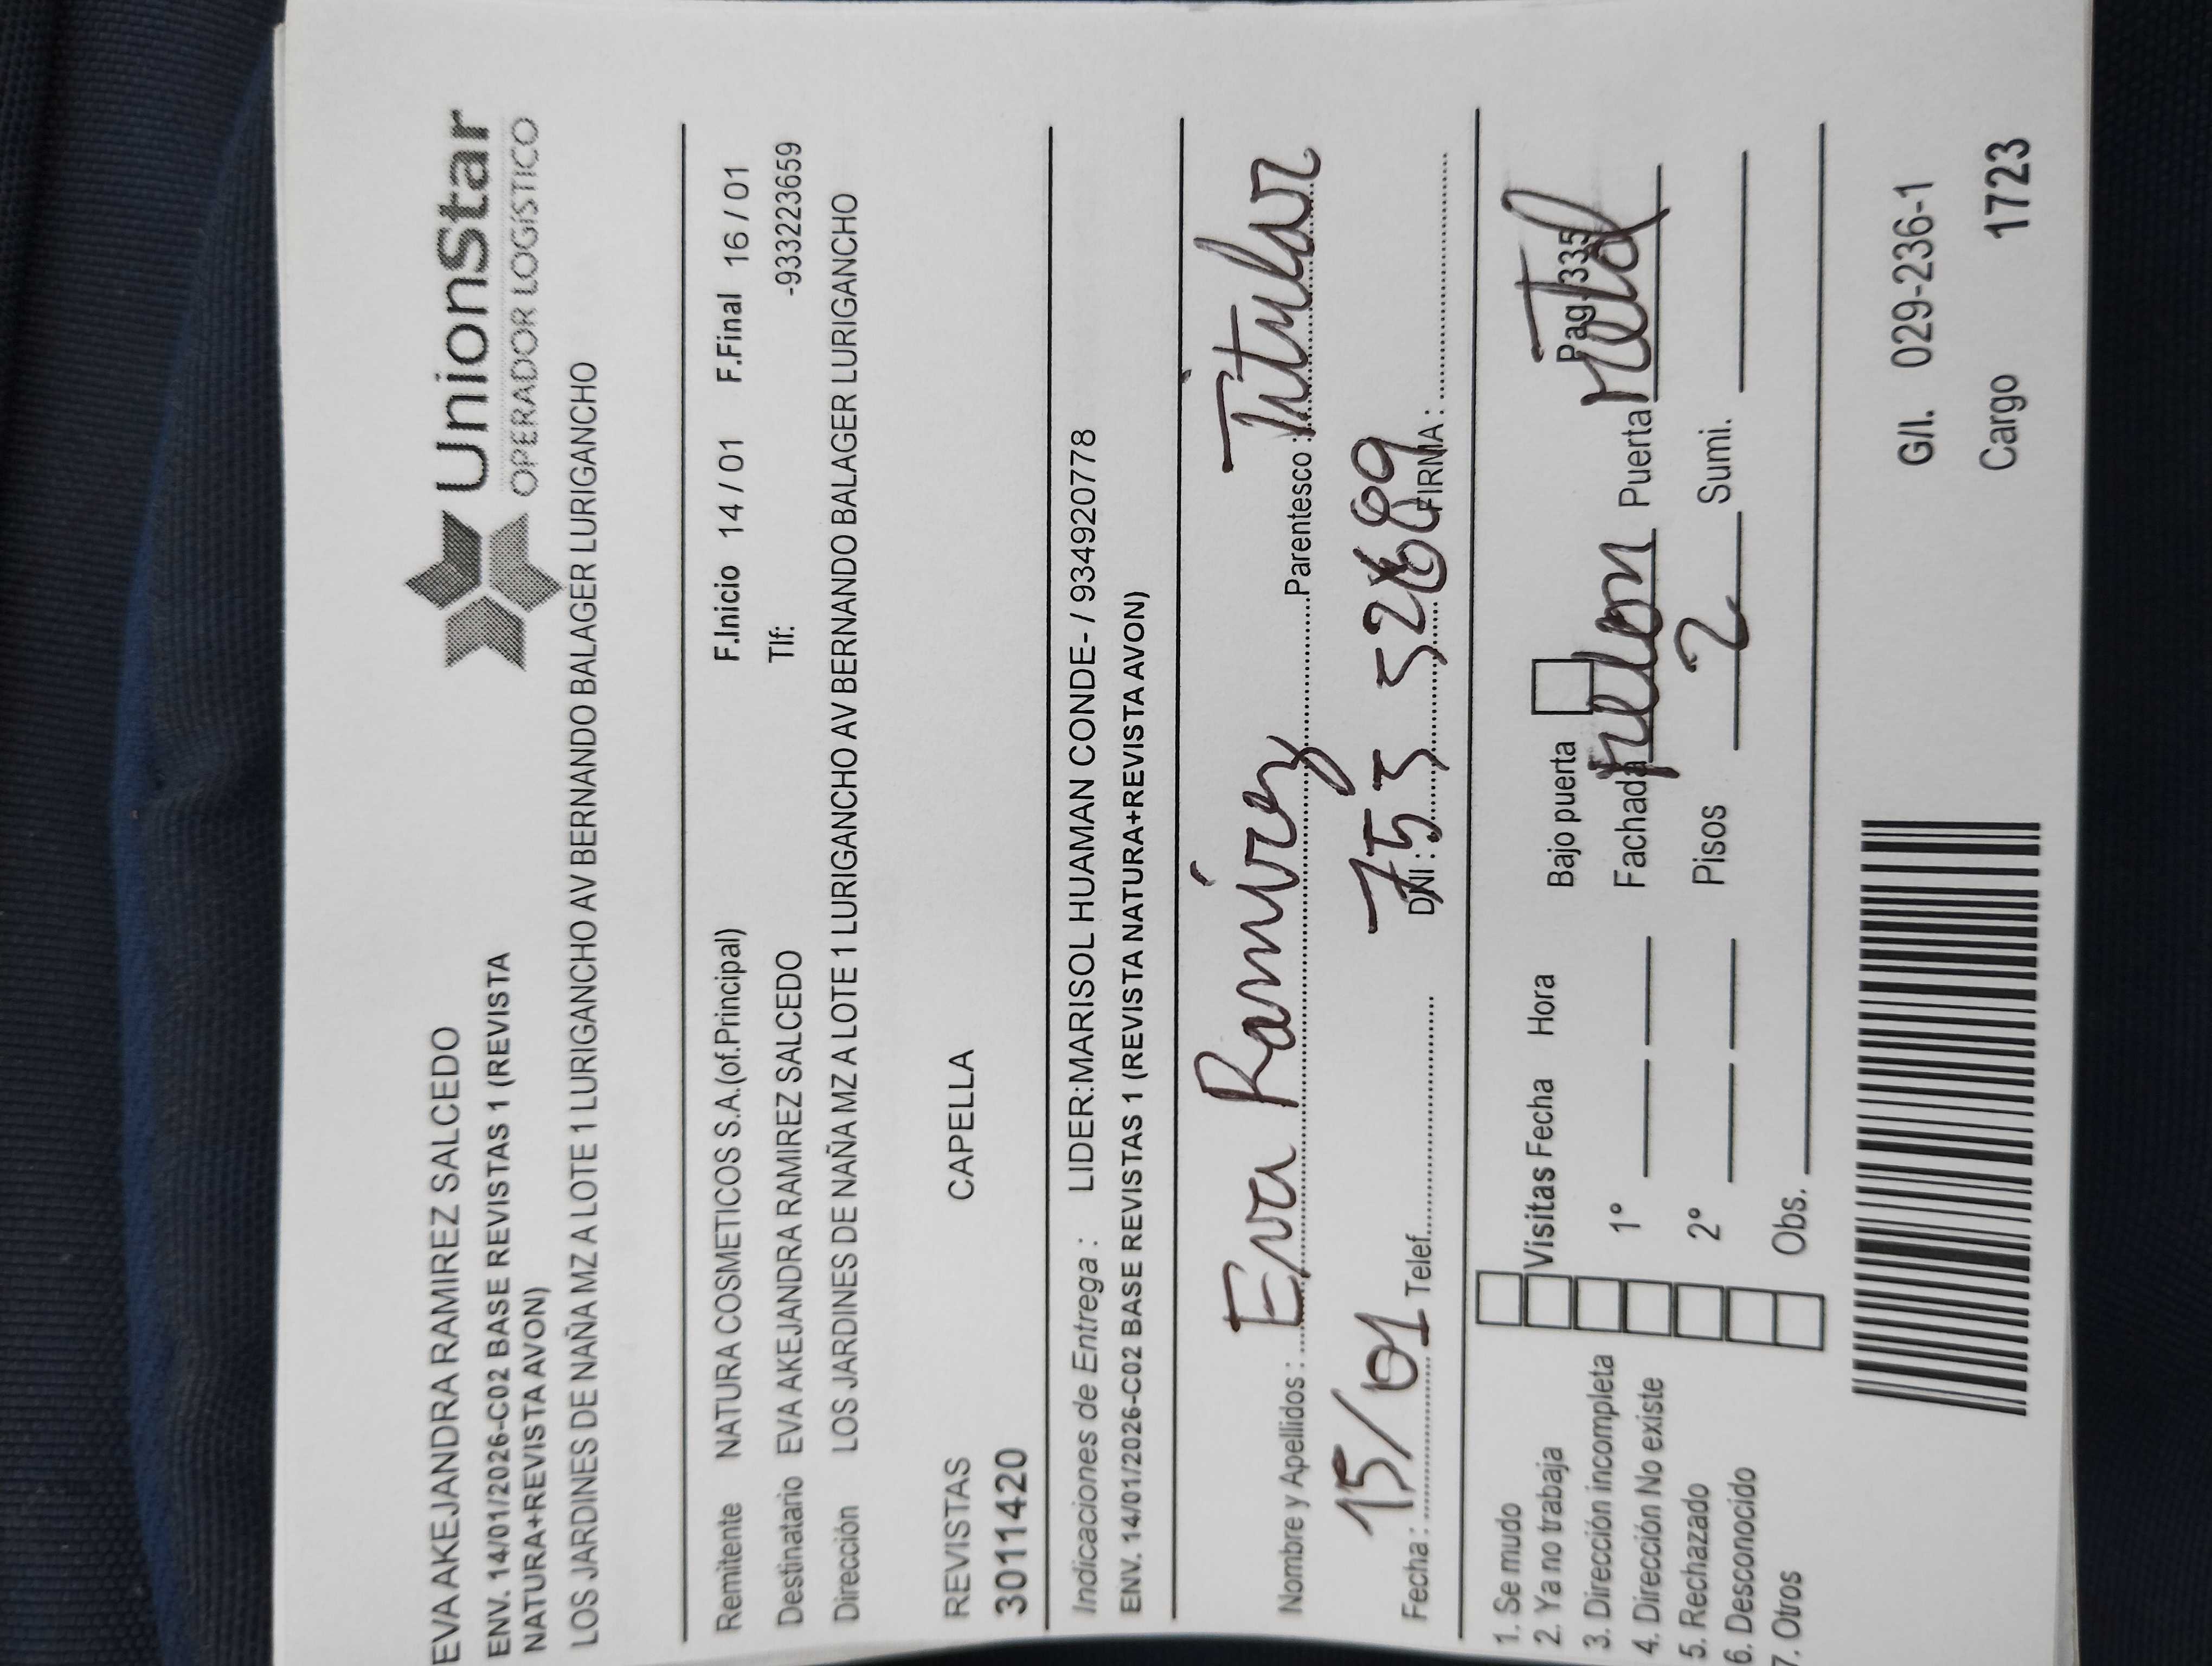 EVA AKEJANDRA RAMIREZ SALCEDO
ENV. 14/01/2026-C02 BASE REVISTAS 1 (REVISTA
NATURA+REVISTA AVON)
LOS JARDINES DE NAÑA MZ A LOTE 1 LURIGANCHO AV BERNANDO BALAGER LURIGANCHO
UnionStar
OPERADOR LOGÍSTICO
Remitente NATURA COSMETICOS S.A.(of.Principal) F.Inicio 14 / 01 F.Final 16 / 01
Destinatario EVA AKEJANDRA RAMIREZ SALCEDO Tlf: -933223659
Dirección LOS JARDINES DE NAÑA MZ A LOTE 1 LURIGANCHO AV BERNANDO BALAGER LURIGANCHO
REVISTAS CAPELLA
3011420
Indicaciones de Entrega : LIDER:MARISOL HUAMAN CONDE- / 934920778
ENV. 14/01/2026-C02 BASE REVISTAS 1 (REVISTA NATURA+REVISTA AVON)
Nombre y Apellidos : Eva Ramirez Parentesco : Titular
Fecha : 15/01 Telef. DNI : FIRMA :
1. Se mudo
2. Ya no trabaja
3. Dirección incompleta
4. Dirección No existe
5. Rechazado
6. Desconocido
7. Otros
Visitas Fecha Hora Bajo puerta Pag 335
1° Fachada Puerta Metal
2° Pisos 2 Sumi.
Obs.
G/I. 029-236-1
Cargo 1723